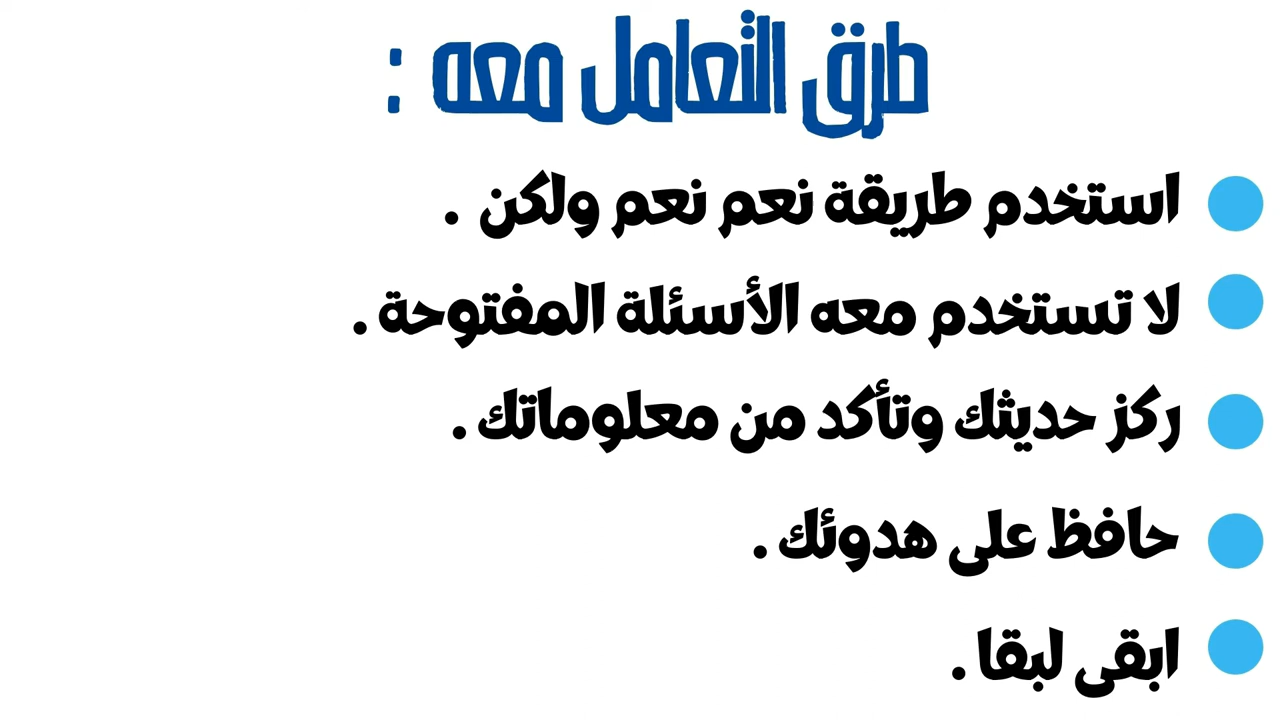 طرق التعامل معه :
استخدم طريقة نعم نعم ولكن .
لا تستخدم معه الأسئلة المفتوحة .
ركز حديثك وتأكد من معلوماتك .
حافظ على هدوئك .
ابقى لبقا .